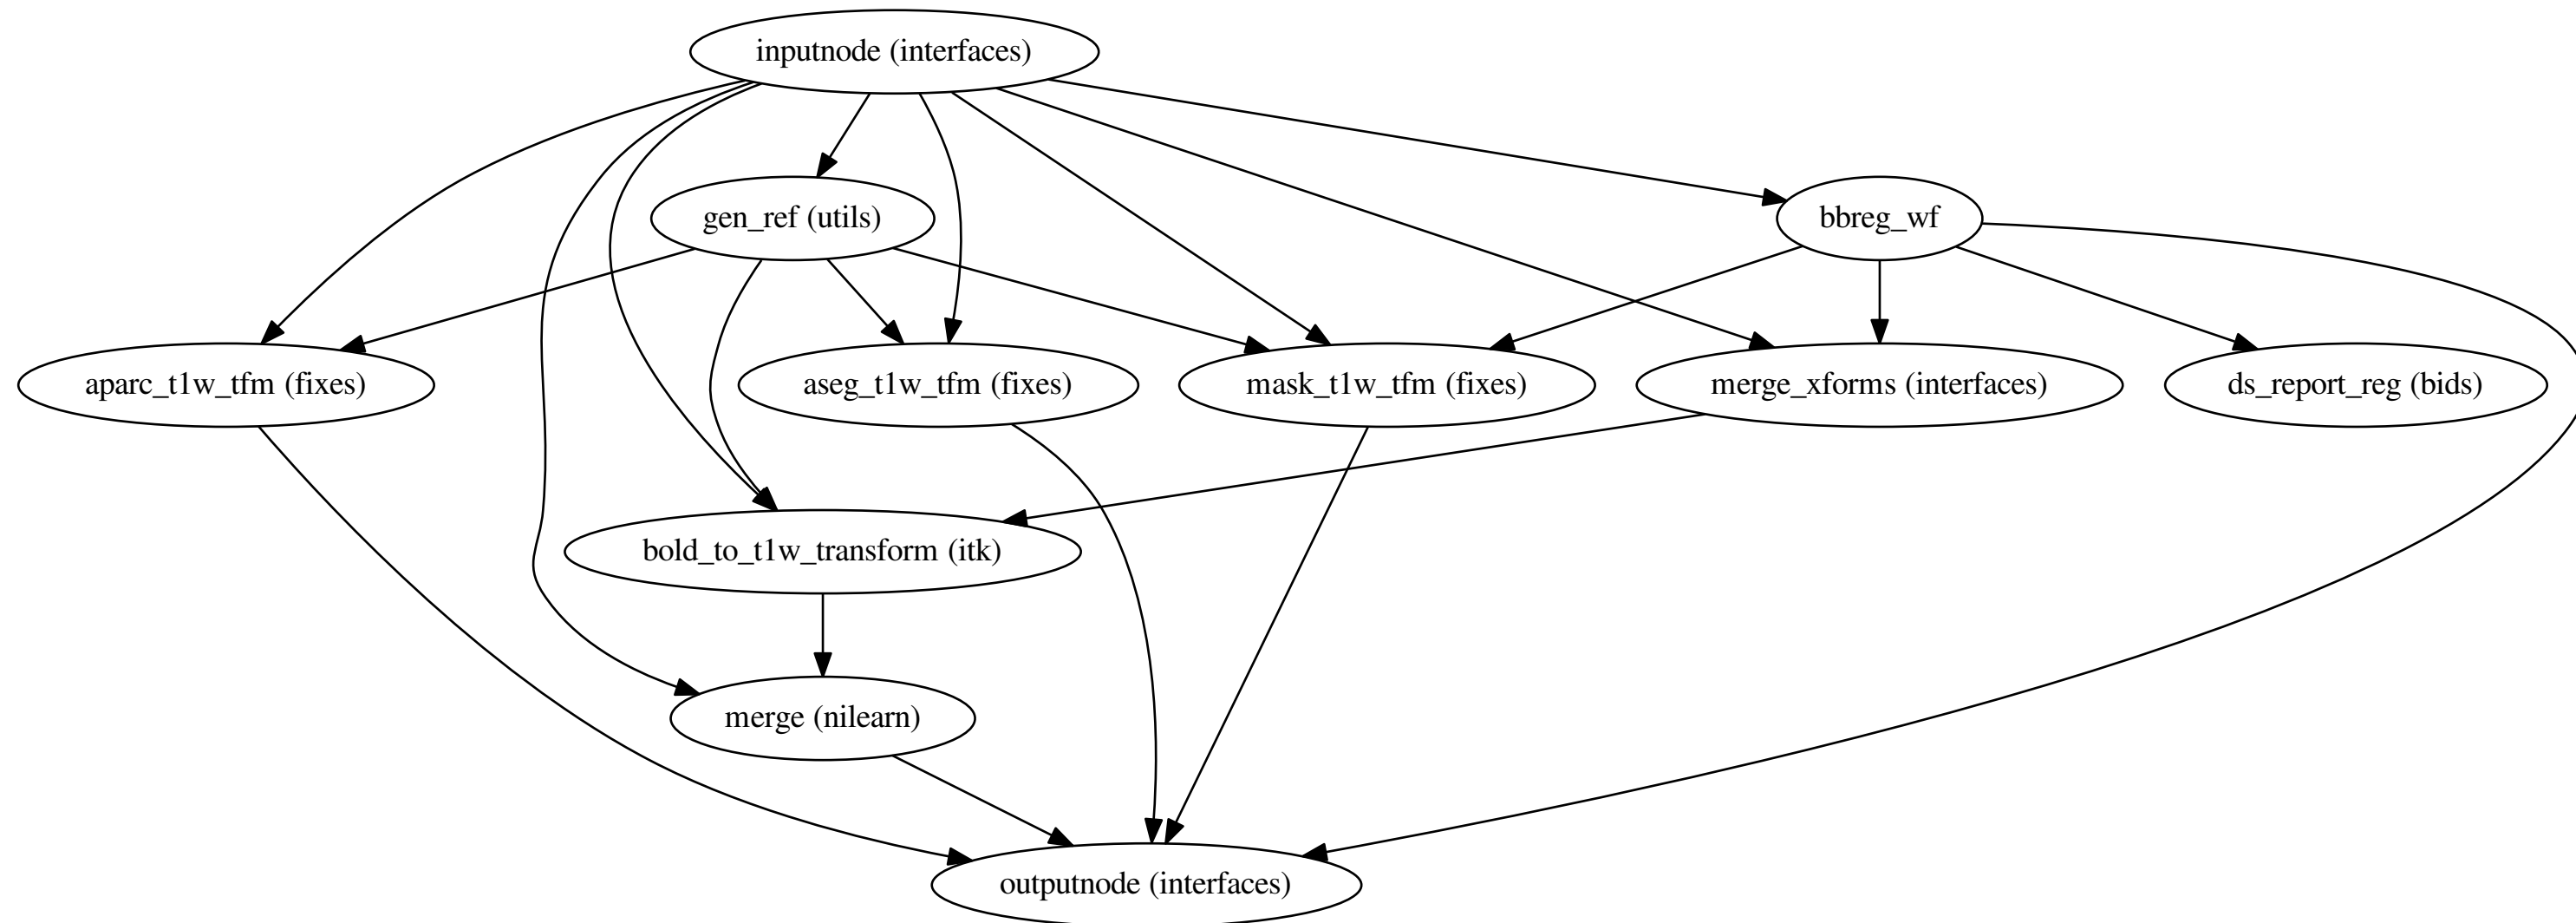 inputnode (interfaces)
gen_ref (utils)
bbreg_wf
aparc_t1w_tfm (fixes)
aseg_t1w_tfm (fixes)
mask_t1w_tfm (fixes)
merge_xforms (interfaces)
ds_report_reg (bids)
bold_to_t1w_transform (itk)
merge (nilearn)
outputnode (interfaces)